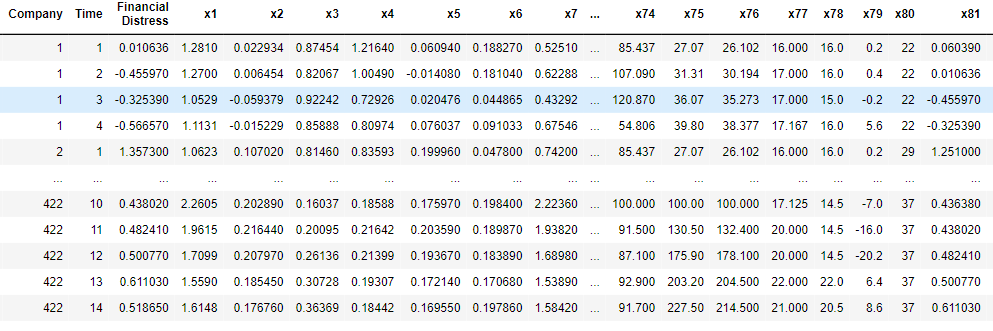 Company Time Financial Distress x1 x2 x3 x4 x5 x6 x7 ... x74 x75 x76 x77 x78 x79 x80 x81
1 1 0.010636 1.2810 0.022934 0.87454 1.21640 0.060940 0.188270 0.52510 ... 85.437 27.07 26.102 16.000 16.0 0.2 22 0.060390
1 2 -0.455970 1.2700 0.006454 0.82067 1.00490 -0.014080 0.181040 0.62288 ... 107.090 31.31 30.194 17.000 16.0 0.4 22 0.010636
1 3 -0.325390 1.0529 -0.059379 0.92242 0.72926 0.020476 0.044865 0.43292 ... 120.870 36.07 35.273 17.000 15.0 -0.2 22 -0.455970
1 4 -0.566570 1.1131 -0.015229 0.85888 0.80974 0.076037 0.091033 0.67546 ... 54.806 39.80 38.377 17.167 16.0 5.6 22 -0.325390
2 1 1.357300 1.0623 0.107020 0.81460 0.83593 0.199960 0.047800 0.74200 ... 85.437 27.07 26.102 16.000 16.0 0.2 29 1.251000
... ... ... ... ... ... ... ... ... ... ... ... ... ... ... ... ... ... ...
422 10 0.438020 2.2605 0.202890 0.16037 0.18588 0.175970 0.198400 2.22360 ... 100.000 100.00 100.000 17.125 14.5 -7.0 37 0.436380
422 11 0.482410 1.9615 0.216440 0.20095 0.21642 0.203590 0.189870 1.93820 ... 91.500 130.50 132.400 20.000 14.5 -16.0 37 0.438020
422 12 0.500770 1.7099 0.207970 0.26136 0.21399 0.193670 0.183890 1.68980 ... 87.100 175.90 178.100 20.000 14.5 -20.2 37 0.482410
422 13 0.611030 1.5590 0.185450 0.30728 0.19307 0.172140 0.170680 1.53890 ... 92.900 203.20 204.500 22.000 22.0 6.4 37 0.500770
422 14 0.518650 1.6148 0.176760 0.36369 0.18442 0.169550 0.197860 1.58420 ... 91.700 227.50 214.500 21.000 20.5 8.6 37 0.611030